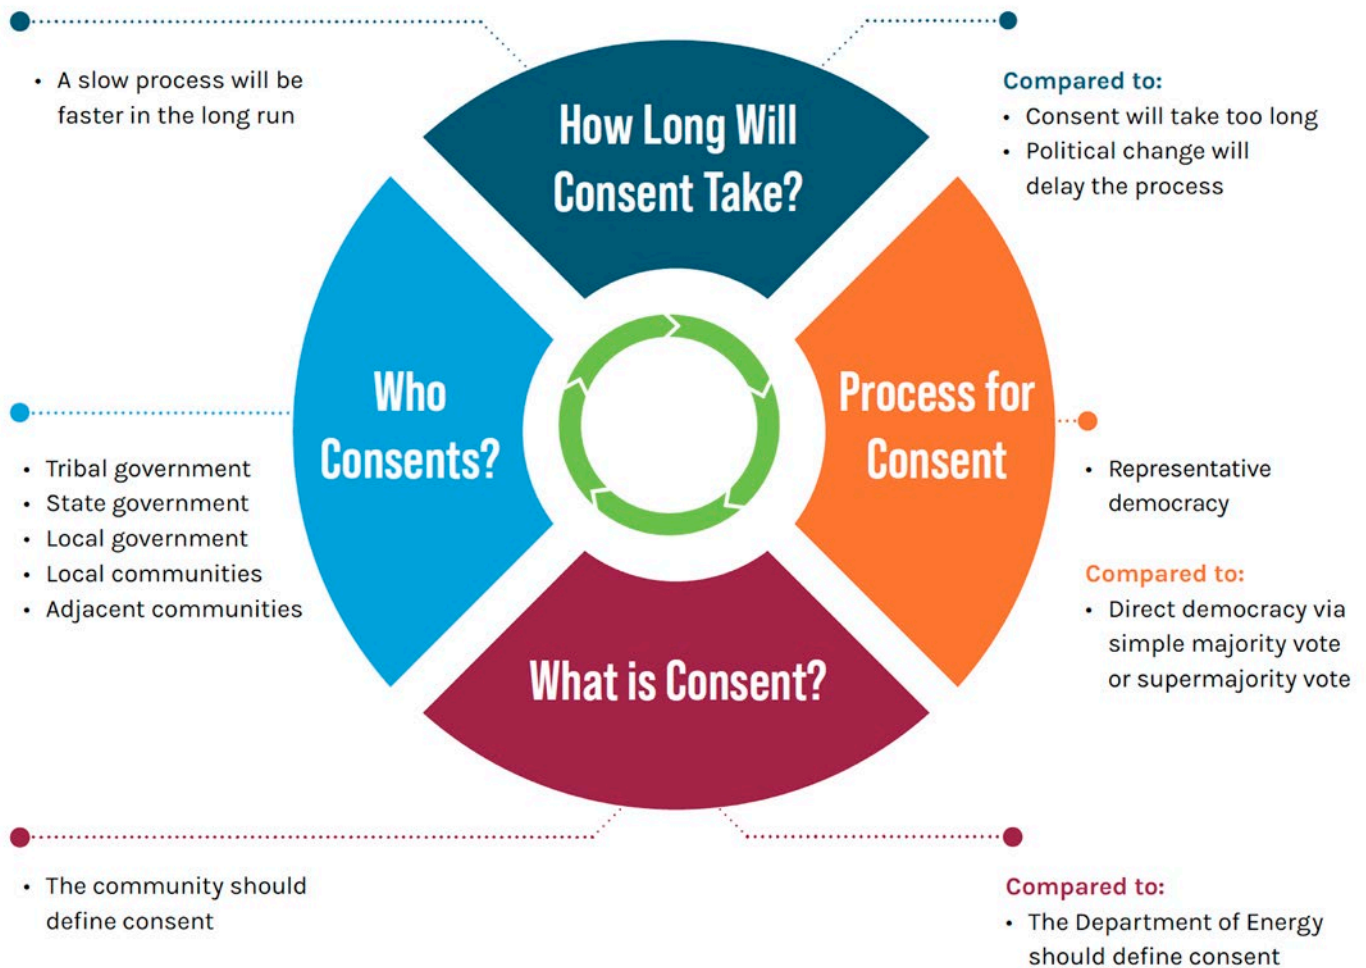 • A slow process will be
faster in the long run
How Long Will
Consent Take?
Compared to:
• Consent will take too long
• Political change will
delay the process
Who
Consents?
• Tribal government
• State government
• Local government
• Local communities
• Adjacent communities
Process for
Consent
• Representative
democracy
Compared to:
• Direct democracy via
simple majority vote
or supermajority vote
What is Consent?
• The community should
define consent
Compared to:
• The Department of Energy
should define consent